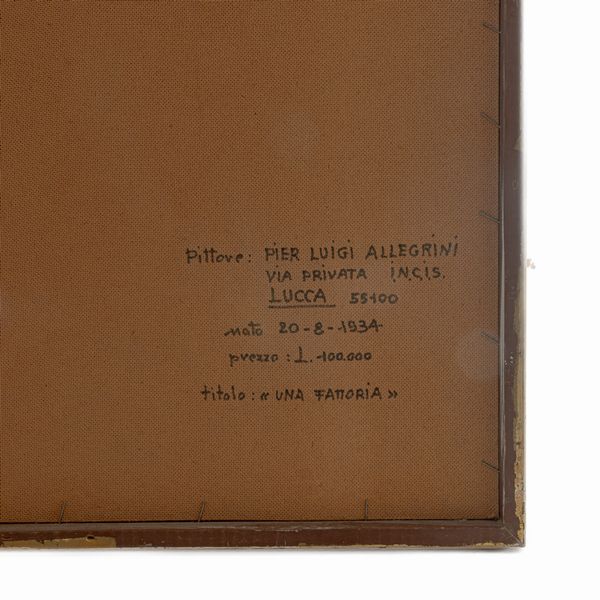 Pittore: PIER LUIGI ALLEGRINI
VIA PRIVATA I.N.C.I.S.
LUCCA 55100
nato 20-8-1934
prezzo: L. 100.000
titolo: « UNA FATTORIA »